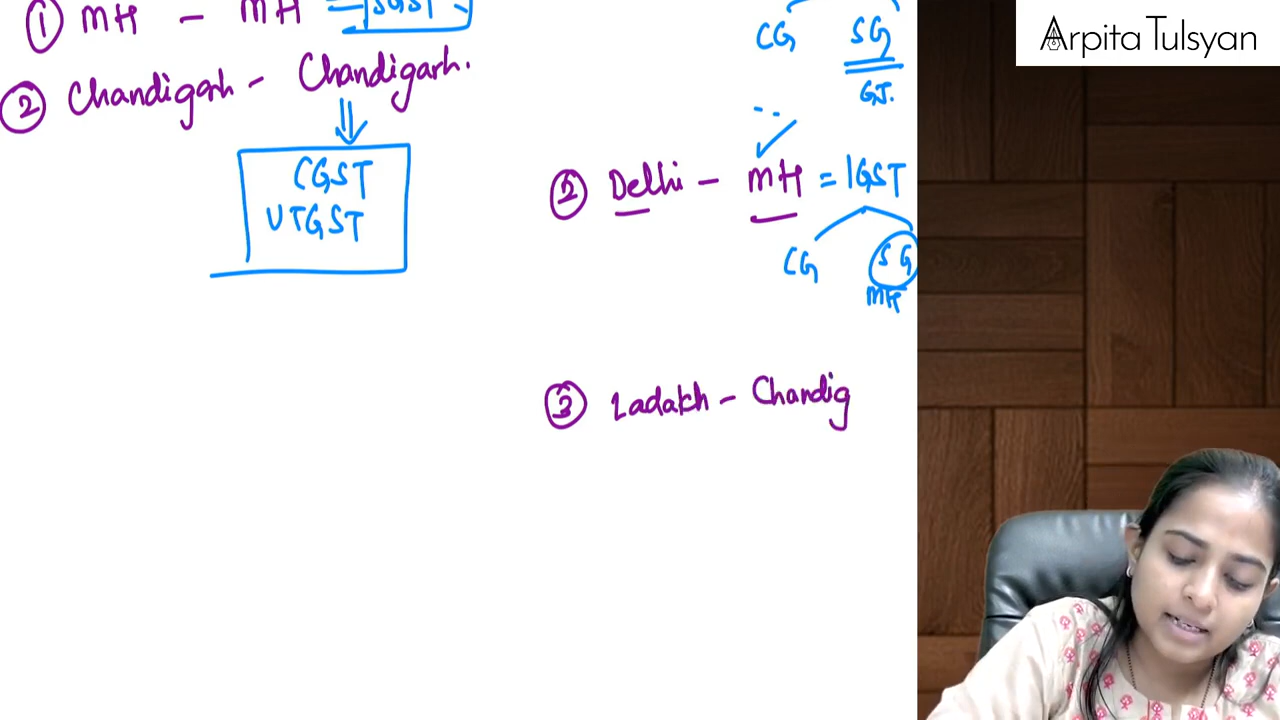 ① MH - MH = SGST
② Chandigarh - Chandigarh.
CGST
UTGST
CG SG
GJ.
② Delhi - MH = IGST
CG SG
MH
③ Ladakh - Chandig
Arpita Tulsyan